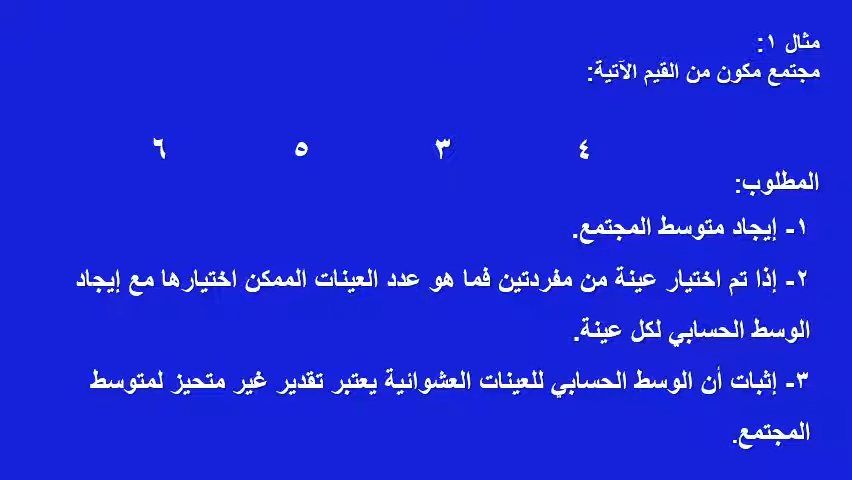 مثال ١:
مجتمع مكون من القيم الآتية:
٤ ٣ ٥ ٦
المطلوب:
١- إيجاد متوسط المجتمع.
٢- إذا تم اختيار عينة من مفردتين فما هو عدد العينات الممكن اختيارها مع إيجاد
الوسط الحسابي لكل عينة.
٣- إثبات أن الوسط الحسابي للعينات العشوائية يعتبر تقدير غير متحيز لمتوسط
المجتمع.